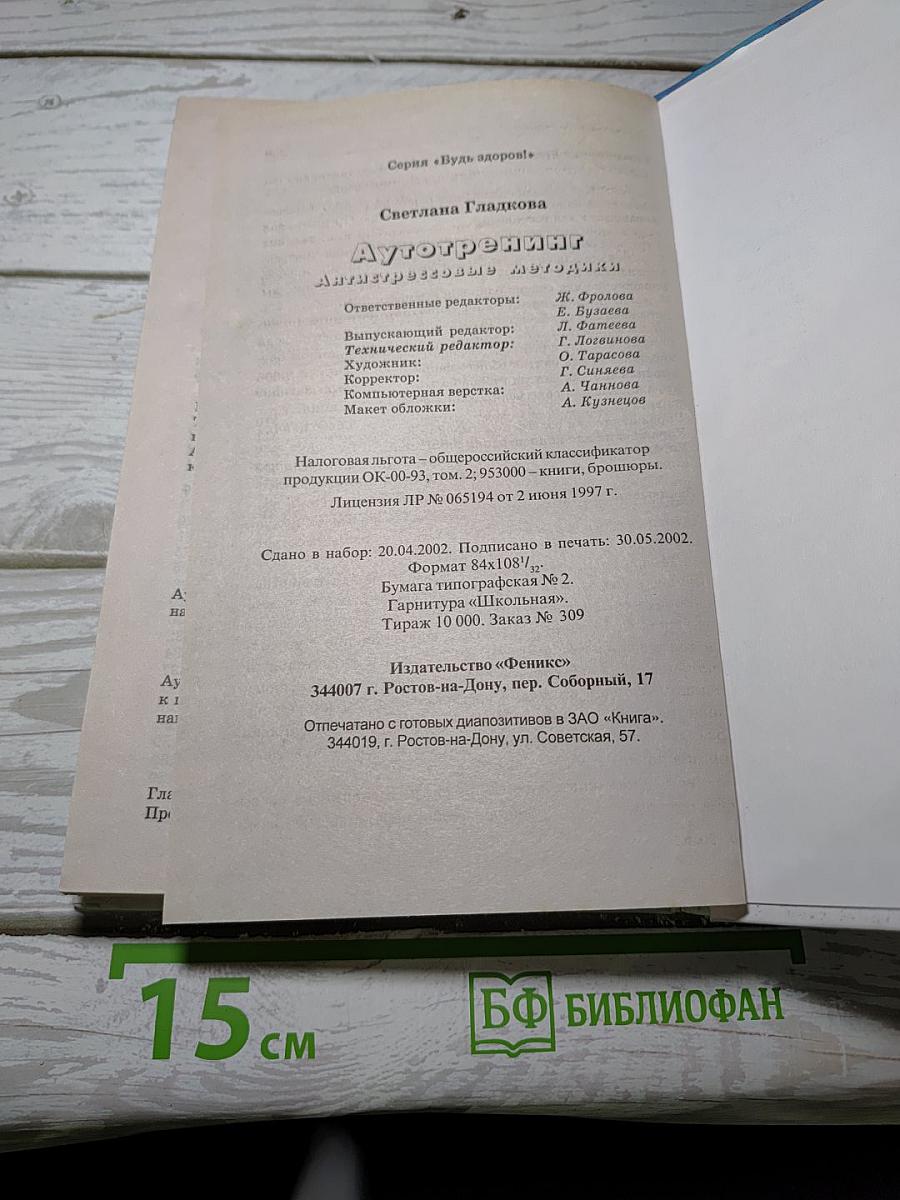 Серия «Будь здоров!»
Светлана Гладкова
Аутотренинг
Антистрессовые методики
Ответственные редакторы: Ж. Фролова
Е. Бузаева
Выпускающий редактор: Л. Фатеева
Технический редактор: Г. Логвинова
Художник: О. Тарасова
Корректор: Г. Синяева
Компьютерная верстка: А. Чаннова
Макет обложки: А. Кузнецов
Налоговая льгота – общероссийский классификатор
продукции ОК-00-93, том. 2; 953000 – книги, брошюры.
Лицензия ЛР № 065194 от 2 июня 1997 г.
Сдано в набор: 20.04.2002. Подписано в печать: 30.05.2002.
Формат 84х108¹/₃₂.
Бумага типографская № 2.
Гарнитура «Школьная».
Тираж 10 000. Заказ № 309
Издательство «Феникс»
344007 г. Ростов-на-Дону, пер. Соборный, 17
Отпечатано с готовых диапозитивов в ЗАО «Книга».
344019, г. Ростов-на-Дону, ул. Советская, 57.
Ау
на
Ау
к
Гла
15 см
БФ БИБЛИОФАН